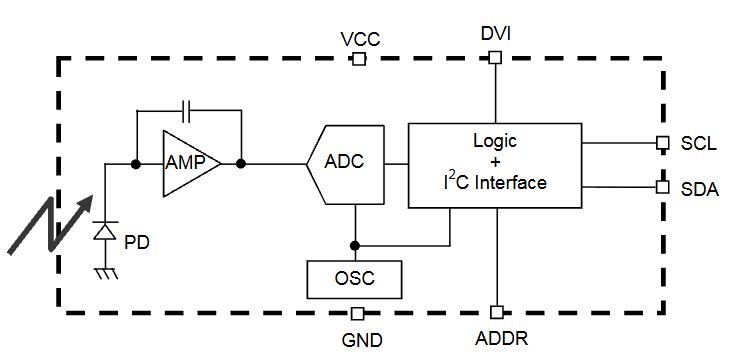 VCC
DVI
AMP
ADC
Logic
+
I²C Interface
SCL
SDA
PD
OSC
GND
ADDR